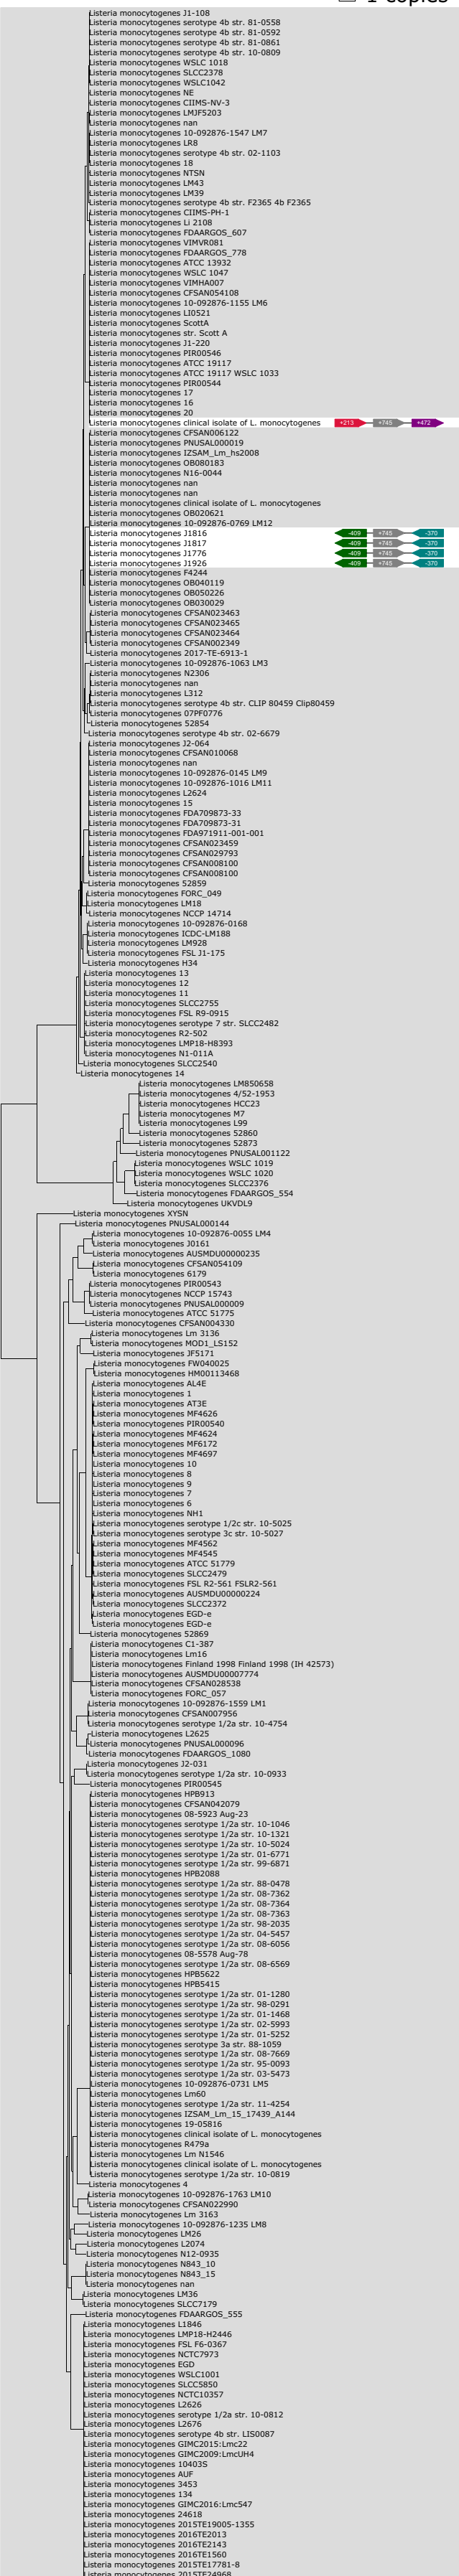 1 copies
Listeria monocytogenes J1-108
Listeria monocytogenes serotype 4b str. 81-0558
Listeria monocytogenes serotype 4b str. 81-0592
Listeria monocytogenes serotype 4b str. 81-0861
Listeria monocytogenes serotype 4b str. 10-0809
Listeria monocytogenes WSLC 1018
Listeria monocytogenes SLCC2378
Listeria monocytogenes WSLC1042
Listeria monocytogenes NE
Listeria monocytogenes CIIMS-NV-3
Listeria monocytogenes LMJF5203
Listeria monocytogenes nan
Listeria monocytogenes 10-092876-1547 LM7
Listeria monocytogenes LR8
Listeria monocytogenes serotype 4b str. 02-1103
Listeria monocytogenes 18
Listeria monocytogenes NTSN
Listeria monocytogenes LM43
Listeria monocytogenes LM39
Listeria monocytogenes serotype 4b str. F2365 4b F2365
Listeria monocytogenes CIIMS-PH-1
Listeria monocytogenes Li 2108
Listeria monocytogenes FDAARGOS_607
Listeria monocytogenes VIMVR081
Listeria monocytogenes FDAARGOS_778
Listeria monocytogenes ATCC 13932
Listeria monocytogenes WSLC 1047
Listeria monocytogenes VIMHA007
Listeria monocytogenes CFSAN054108
Listeria monocytogenes 10-092876-1155 LM6
Listeria monocytogenes LI0521
Listeria monocytogenes ScottA
Listeria monocytogenes str. Scott A
Listeria monocytogenes J1-220
Listeria monocytogenes PIR00546
Listeria monocytogenes ATCC 19117
Listeria monocytogenes ATCC 19117 WSLC 1033
Listeria monocytogenes PIR00544
Listeria monocytogenes 17
Listeria monocytogenes 16
Listeria monocytogenes 20
Listeria monocytogenes clinical isolate of L. monocytogenes +213 +745 +472
Listeria monocytogenes CFSAN006122
Listeria monocytogenes PNUSAL000019
Listeria monocytogenes IZSAM_Lm_hs2008
Listeria monocytogenes OB080183
Listeria monocytogenes N16-0044
Listeria monocytogenes nan
Listeria monocytogenes nan
Listeria monocytogenes clinical isolate of L. monocytogenes
Listeria monocytogenes OB020621
Listeria monocytogenes 10-092876-0769 LM12
Listeria monocytogenes J1816 -409 +745 -370
Listeria monocytogenes J1817 -409 +745 -370
Listeria monocytogenes J1776 -409 +745 -370
Listeria monocytogenes J1926 -409 +745 -370
Listeria monocytogenes F4244
Listeria monocytogenes OB040119
Listeria monocytogenes OB050226
Listeria monocytogenes OB030029
Listeria monocytogenes CFSAN023463
Listeria monocytogenes CFSAN023465
Listeria monocytogenes CFSAN023464
Listeria monocytogenes CFSAN002349
Listeria monocytogenes 2017-TE-6913-1
Listeria monocytogenes 10-092876-1063 LM3
Listeria monocytogenes N2306
Listeria monocytogenes nan
Listeria monocytogenes L312
Listeria monocytogenes serotype 4b str. CLIP 80459 Clip80459
Listeria monocytogenes 07PF0776
Listeria monocytogenes 52854
Listeria monocytogenes serotype 4b str. 02-6679
Listeria monocytogenes J2-064
Listeria monocytogenes CFSAN010068
Listeria monocytogenes nan
Listeria monocytogenes 10-092876-0145 LM9
Listeria monocytogenes 10-092876-1016 LM11
Listeria monocytogenes L2624
Listeria monocytogenes 15
Listeria monocytogenes FDA709873-33
Listeria monocytogenes FDA709873-31
Listeria monocytogenes FDA971911-001-001
Listeria monocytogenes CFSAN023459
Listeria monocytogenes CFSAN029793
Listeria monocytogenes CFSAN008100
Listeria monocytogenes CFSAN008100
Listeria monocytogenes 52859
Listeria monocytogenes FORC_049
Listeria monocytogenes LM18
Listeria monocytogenes NCCP 14714
Listeria monocytogenes 10-092876-0168
Listeria monocytogenes ICDC-LM188
Listeria monocytogenes LM928
Listeria monocytogenes FSL J1-175
Listeria monocytogenes H34
Listeria monocytogenes 13
Listeria monocytogenes 12
Listeria monocytogenes 11
Listeria monocytogenes SLCC2755
Listeria monocytogenes FSL R9-0915
Listeria monocytogenes serotype 7 str. SLCC2482
Listeria monocytogenes R2-502
Listeria monocytogenes LMP18-H8393
Listeria monocytogenes N1-011A
Listeria monocytogenes SLCC2540
Listeria monocytogenes 14
Listeria monocytogenes LM850658
Listeria monocytogenes 4/52-1953
Listeria monocytogenes HCC23
Listeria monocytogenes M7
Listeria monocytogenes L99
Listeria monocytogenes 52860
Listeria monocytogenes 52873
Listeria monocytogenes PNUSAL001122
Listeria monocytogenes WSLC 1019
Listeria monocytogenes WSLC 1020
Listeria monocytogenes SLCC2376
Listeria monocytogenes FDAARGOS_554
Listeria monocytogenes UKVDL9
Listeria monocytogenes XYSN
Listeria monocytogenes PNUSAL000144
Listeria monocytogenes 10-092876-0055 LM4
Listeria monocytogenes J0161
Listeria monocytogenes AUSMDU00000235
Listeria monocytogenes CFSAN054109
Listeria monocytogenes 6179
Listeria monocytogenes PIR00543
Listeria monocytogenes NCCP 15743
Listeria monocytogenes PNUSAL000009
Listeria monocytogenes ATCC 51775
Listeria monocytogenes CFSAN004330
Listeria monocytogenes Lm 3136
Listeria monocytogenes MOD1_LS152
Listeria monocytogenes JF5171
Listeria monocytogenes FW040025
Listeria monocytogenes HM00113468
Listeria monocytogenes AL4E
Listeria monocytogenes 1
Listeria monocytogenes AT3E
Listeria monocytogenes MF4626
Listeria monocytogenes PIR00540
Listeria monocytogenes MF4624
Listeria monocytogenes MF6172
Listeria monocytogenes MF4697
Listeria monocytogenes 10
Listeria monocytogenes 8
Listeria monocytogenes 9
Listeria monocytogenes 7
Listeria monocytogenes 6
Listeria monocytogenes NH1
Listeria monocytogenes serotype 1/2c str. 10-5025
Listeria monocytogenes serotype 3c str. 10-5027
Listeria monocytogenes MF4562
Listeria monocytogenes MF4545
Listeria monocytogenes ATCC 51779
Listeria monocytogenes SLCC2479
Listeria monocytogenes FSL R2-561 FSLR2-561
Listeria monocytogenes AUSMDU00000224
Listeria monocytogenes SLCC2372
Listeria monocytogenes EGD-e
Listeria monocytogenes EGD-e
Listeria monocytogenes 52869
Listeria monocytogenes C1-387
Listeria monocytogenes Lm16
Listeria monocytogenes Finland 1998 Finland 1998 (IH 42573)
Listeria monocytogenes AUSMDU00007774
Listeria monocytogenes CFSAN028538
Listeria monocytogenes FORC_057
Listeria monocytogenes 10-092876-1559 LM1
Listeria monocytogenes CFSAN007956
Listeria monocytogenes serotype 1/2a str. 10-4754
Listeria monocytogenes L2625
Listeria monocytogenes PNUSAL000096
Listeria monocytogenes FDAARGOS_1080
Listeria monocytogenes J2-031
Listeria monocytogenes serotype 1/2a str. 10-0933
Listeria monocytogenes PIR00545
Listeria monocytogenes HPB913
Listeria monocytogenes CFSAN042079
Listeria monocytogenes 08-5923 Aug-23
Listeria monocytogenes serotype 1/2a str. 10-1046
Listeria monocytogenes serotype 1/2a str. 10-1321
Listeria monocytogenes serotype 1/2a str. 10-5024
Listeria monocytogenes serotype 1/2a str. 01-6771
Listeria monocytogenes serotype 1/2a str. 99-6871
Listeria monocytogenes HPB2088
Listeria monocytogenes serotype 1/2a str. 88-0478
Listeria monocytogenes serotype 1/2a str. 08-7362
Listeria monocytogenes serotype 1/2a str. 08-7364
Listeria monocytogenes serotype 1/2a str. 08-7363
Listeria monocytogenes serotype 1/2a str. 98-2035
Listeria monocytogenes serotype 1/2a str. 04-5457
Listeria monocytogenes serotype 1/2a str. 08-6056
Listeria monocytogenes 08-5578 Aug-78
Listeria monocytogenes serotype 1/2a str. 08-6569
Listeria monocytogenes HPB5622
Listeria monocytogenes HPB5415
Listeria monocytogenes serotype 1/2a str. 01-1280
Listeria monocytogenes serotype 1/2a str. 98-0291
Listeria monocytogenes serotype 1/2a str. 01-1468
Listeria monocytogenes serotype 1/2a str. 02-5993
Listeria monocytogenes serotype 1/2a str. 01-5252
Listeria monocytogenes serotype 3a str. 88-1059
Listeria monocytogenes serotype 1/2a str. 08-7669
Listeria monocytogenes serotype 1/2a str. 95-0093
Listeria monocytogenes serotype 1/2a str. 03-5473
Listeria monocytogenes 10-092876-0731 LM5
Listeria monocytogenes Lm60
Listeria monocytogenes serotype 1/2a str. 11-4254
Listeria monocytogenes IZSAM_Lm_15_17439_A144
Listeria monocytogenes 19-05816
Listeria monocytogenes clinical isolate of L. monocytogenes
Listeria monocytogenes R479a
Listeria monocytogenes Lm N1546
Listeria monocytogenes clinical isolate of L. monocytogenes
Listeria monocytogenes serotype 1/2a str. 10-0819
Listeria monocytogenes 4
Listeria monocytogenes 10-092876-1763 LM10
Listeria monocytogenes CFSAN022990
Listeria monocytogenes Lm 3163
Listeria monocytogenes 10-092876-1235 LM8
Listeria monocytogenes LM26
Listeria monocytogenes L2074
Listeria monocytogenes N12-0935
Listeria monocytogenes N843_10
Listeria monocytogenes N843_15
Listeria monocytogenes nan
Listeria monocytogenes LM36
Listeria monocytogenes SLCC7179
Listeria monocytogenes FDAARGOS_555
Listeria monocytogenes L1846
Listeria monocytogenes LMP18-H2446
Listeria monocytogenes FSL F6-0367
Listeria monocytogenes NCTC7973
Listeria monocytogenes EGD
Listeria monocytogenes WSLC1001
Listeria monocytogenes SLCC5850
Listeria monocytogenes NCTC10357
Listeria monocytogenes L2626
Listeria monocytogenes serotype 1/2a str. 10-0812
Listeria monocytogenes L2676
Listeria monocytogenes serotype 4b str. LIS0087
Listeria monocytogenes GIMC2015:Lmc22
Listeria monocytogenes GIMC2009:LmcUH4
Listeria monocytogenes 10403S
Listeria monocytogenes AUF
Listeria monocytogenes 3453
Listeria monocytogenes 134
Listeria monocytogenes GIMC2016:Lmc547
Listeria monocytogenes 24618
Listeria monocytogenes 2015TE19005-1355
Listeria monocytogenes 2016TE2013
Listeria monocytogenes 2016TE2143
Listeria monocytogenes 2016TE1560
Listeria monocytogenes 2015TE17781-8
Listeria monocytogenes 2015TE24968